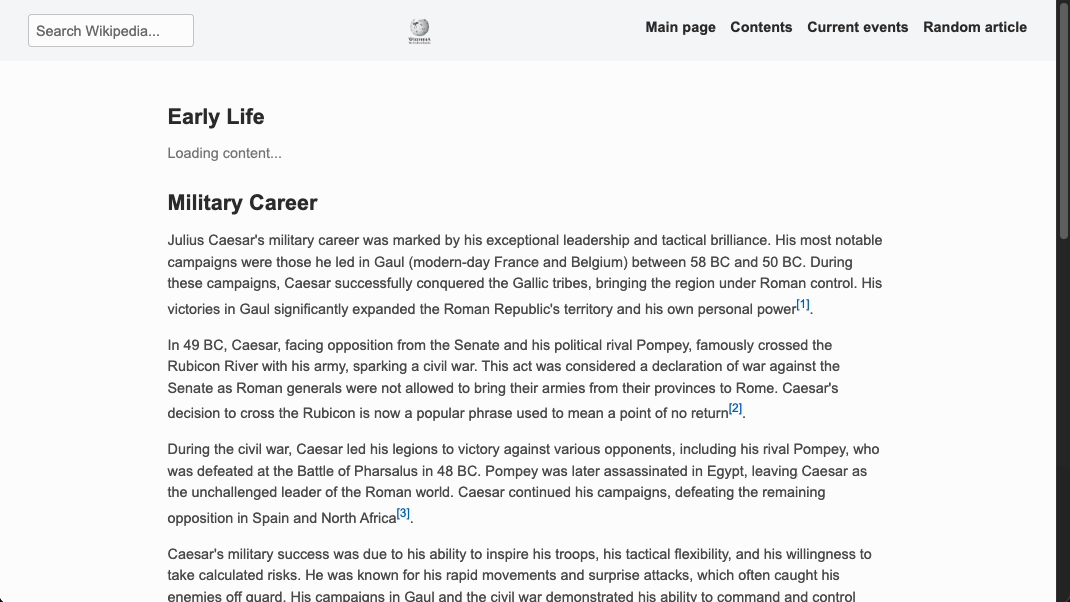 Search Wikipedia...
WIKIPEDIA
Main page Contents Current events Random article
Early Life
Loading content...
Military Career
Julius Caesar's military career was marked by his exceptional leadership and tactical brilliance. His most notable
campaigns were those he led in Gaul (modern-day France and Belgium) between 58 BC and 50 BC. During
these campaigns, Caesar successfully conquered the Gallic tribes, bringing the region under Roman control. His
victories in Gaul significantly expanded the Roman Republic's territory and his own personal power[1].
In 49 BC, Caesar, facing opposition from the Senate and his political rival Pompey, famously crossed the
Rubicon River with his army, sparking a civil war. This act was considered a declaration of war against the
Senate as Roman generals were not allowed to bring their armies from their provinces to Rome. Caesar's
decision to cross the Rubicon is now a popular phrase used to mean a point of no return[2].
During the civil war, Caesar led his legions to victory against various opponents, including his rival Pompey, who
was defeated at the Battle of Pharsalus in 48 BC. Pompey was later assassinated in Egypt, leaving Caesar as
the unchallenged leader of the Roman world. Caesar continued his campaigns, defeating the remaining
opposition in Spain and North Africa[3].
Caesar's military success was due to his ability to inspire his troops, his tactical flexibility, and his willingness to
take calculated risks. He was known for his rapid movements and surprise attacks, which often caught his
enemies off guard. His campaigns in Gaul and the civil war demonstrated his ability to command and control